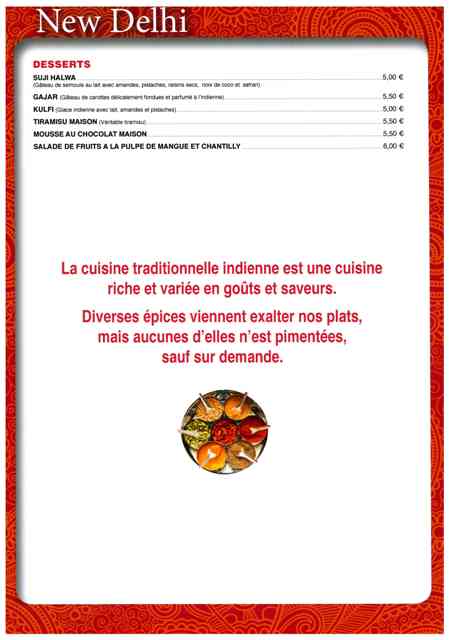 New Delhi
DESSERTS
SUJI HALWA 5,00 €
(Gâteau de semoule au lait avec amandes, pistaches, raisins secs, noix de coco et safran)
GAJAR (Gâteau de carottes délicatement fondues et parfumé à l'indienne) 5,50 €
KULFI (Glace indienne avec lait, amandes et pistaches) 5,00 €
TIRAMISU MAISON (Véritable tiramisu) 5,50 €
MOUSSE AU CHOCOLAT MAISON 5,50 €
SALADE DE FRUITS A LA PULPE DE MANGUE ET CHANTILLY 6,00 €
La cuisine traditionnelle indienne est une cuisine
riche et variée en goûts et saveurs.
Diverses épices viennent exalter nos plats,
mais aucunes d'elles n'est pimentées,
sauf sur demande.